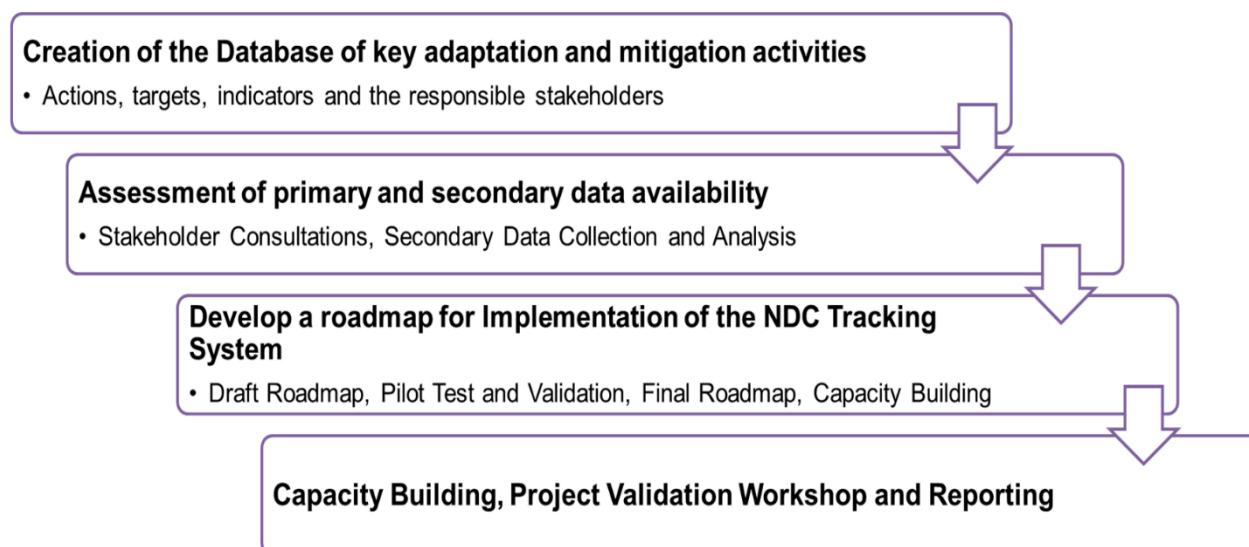 Creation of the Database of key adaptation and mitigation activities
• Actions, targets, indicators and the responsible stakeholders
Assessment of primary and secondary data availability
• Stakeholder Consultations, Secondary Data Collection and Analysis
Develop a roadmap for Implementation of the NDC Tracking
System
• Draft Roadmap, Pilot Test and Validation, Final Roadmap, Capacity Building
Capacity Building, Project Validation Workshop and Reporting